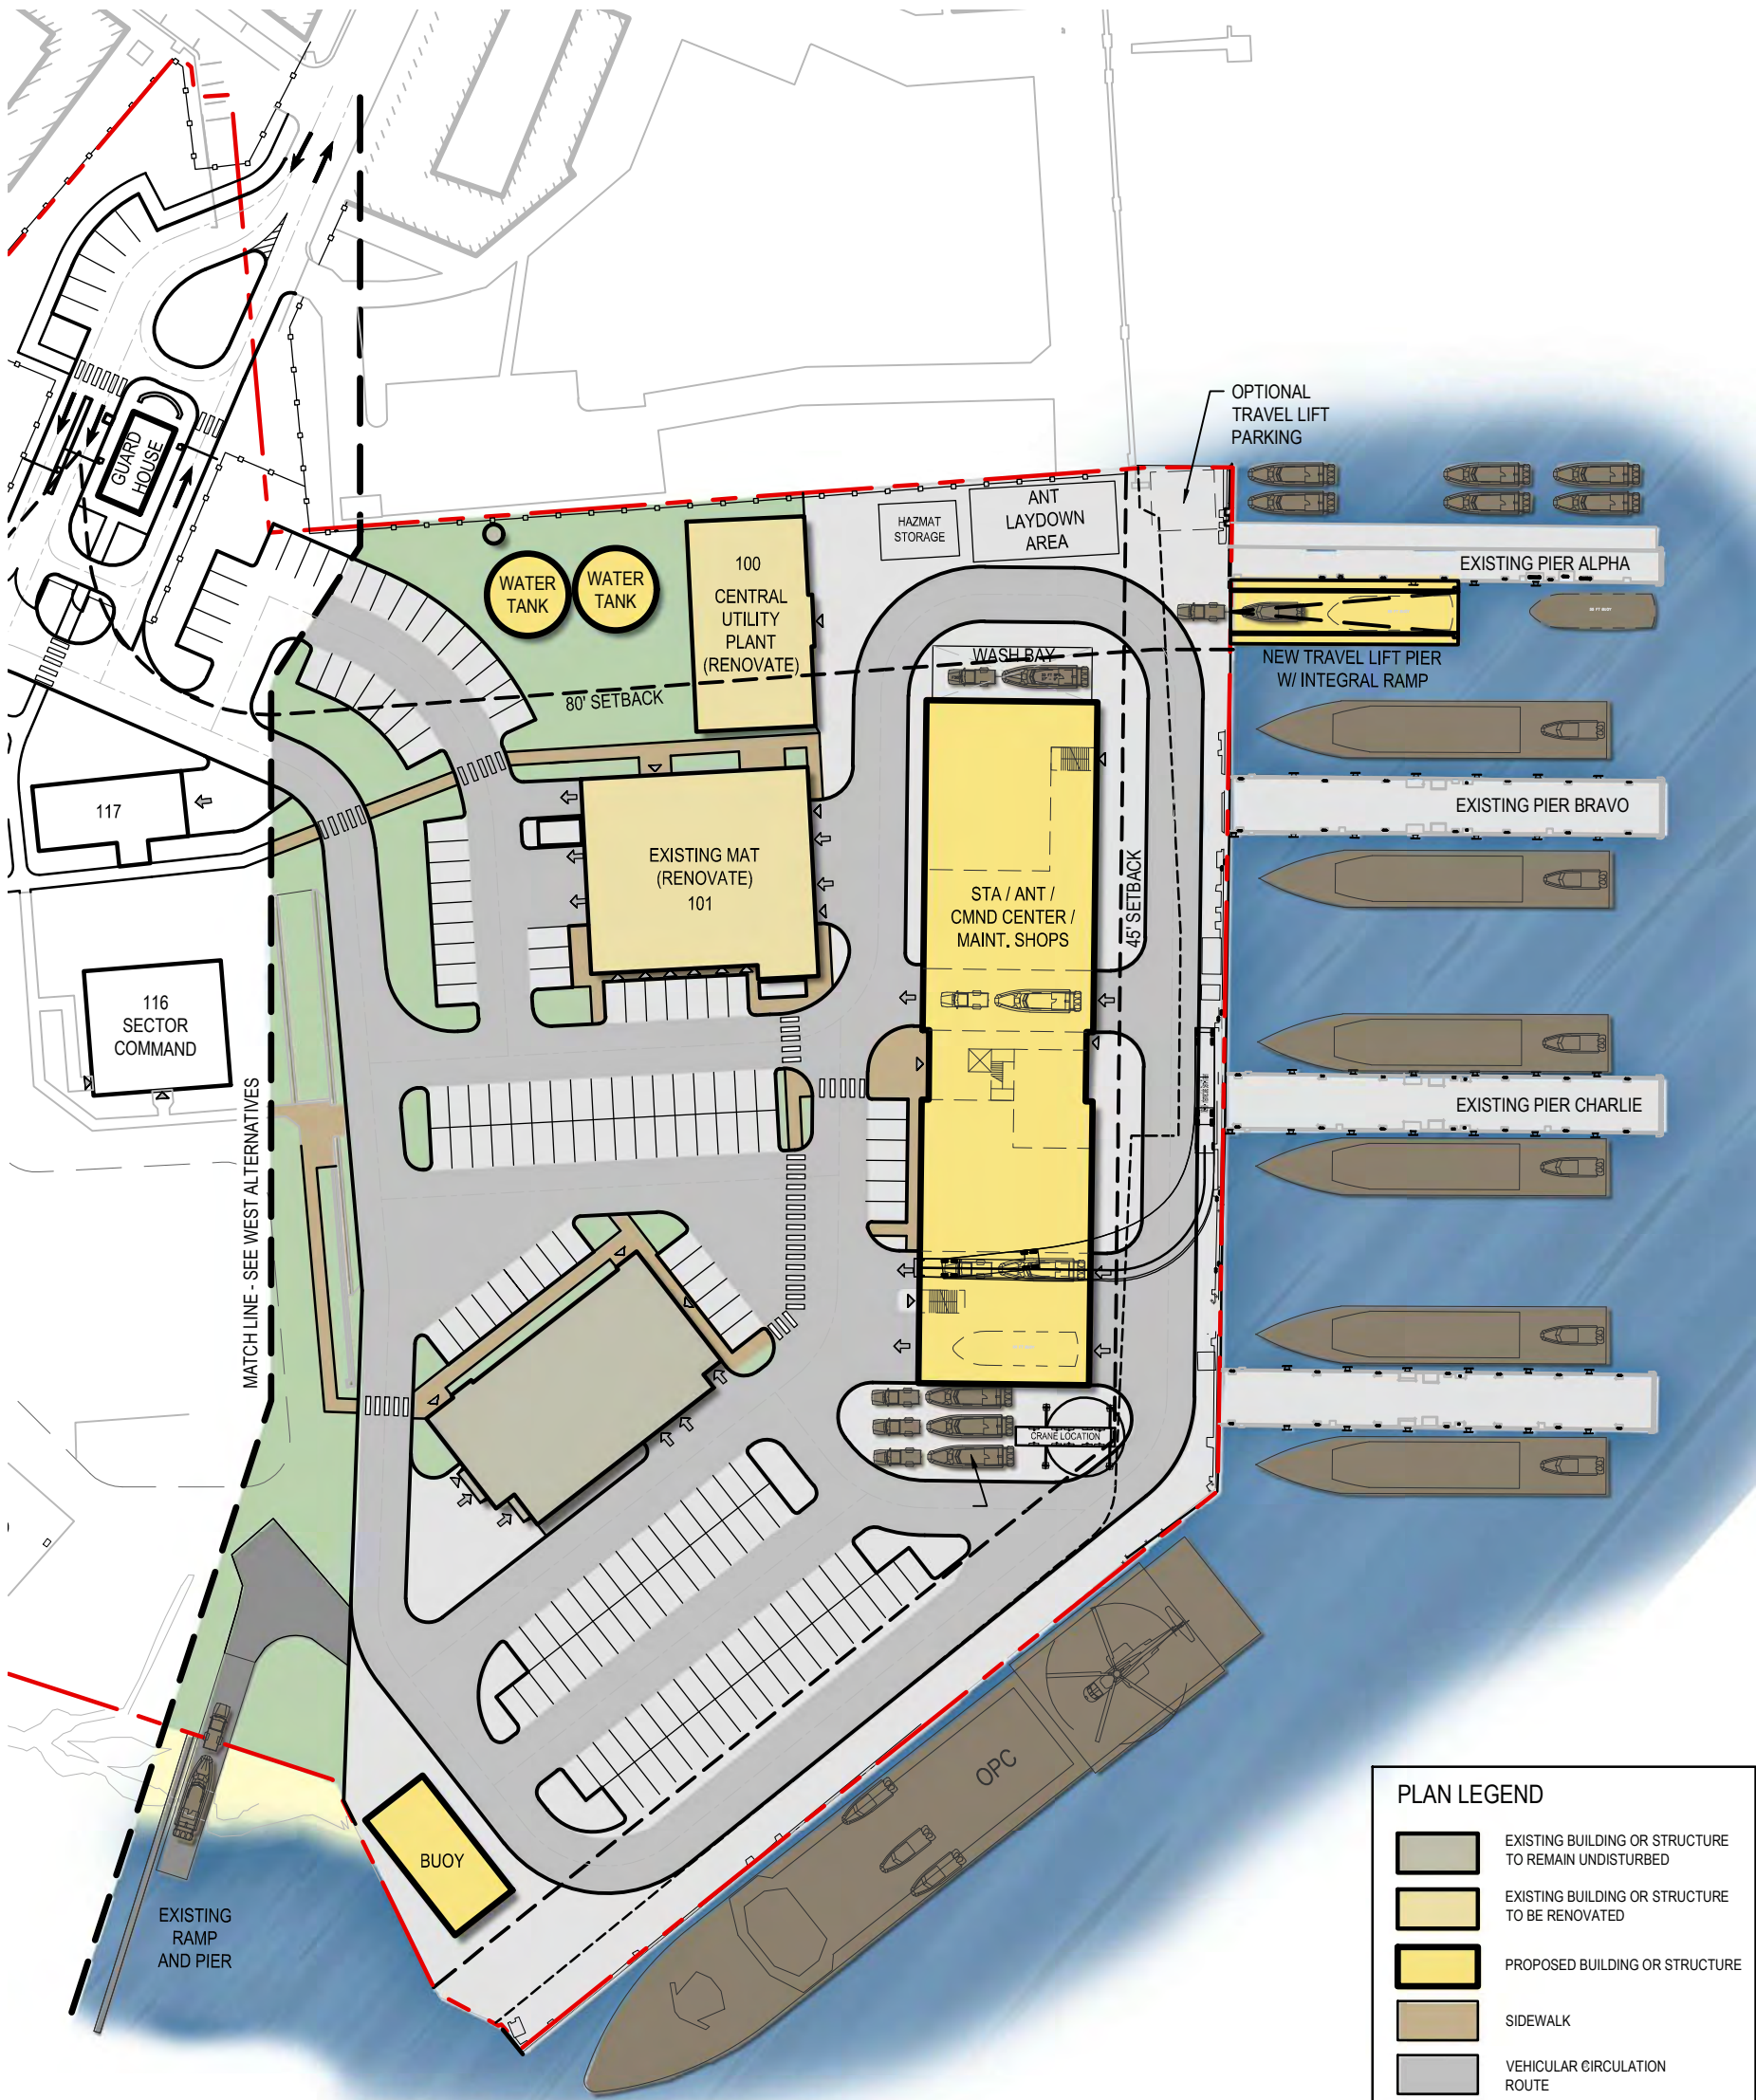 OPTIONAL
TRAVEL LIFT
PARKING
GUARD
HOUSE
HAZMAT
STORAGE
ANT
LAYDOWN
AREA
EXISTING PIER ALPHA
WATER
TANK
WATER
TANK
100
CENTRAL
UTILITY
PLANT
(RENOVATE)
WASH BAY
NEW TRAVEL LIFT PIER
W/ INTEGRAL RAMP
80' SETBACK
117
EXISTING PIER BRAVO
EXISTING MAT
(RENOVATE)
101
STA / ANT /
CMND CENTER /
MAINT. SHOPS
45' SETBACK
116
SECTOR
COMMAND
EXISTING PIER CHARLIE
MATCH LINE - SEE WEST ALTERNATIVES
CRANE LOCATION
OPC
BUOY
EXISTING
RAMP
AND PIER
PLAN LEGEND
EXISTING BUILDING OR STRUCTURE
TO REMAIN UNDISTURBED
EXISTING BUILDING OR STRUCTURE
TO BE RENOVATED
PROPOSED BUILDING OR STRUCTURE
SIDEWALK
VEHICULAR CIRCULATION
ROUTE